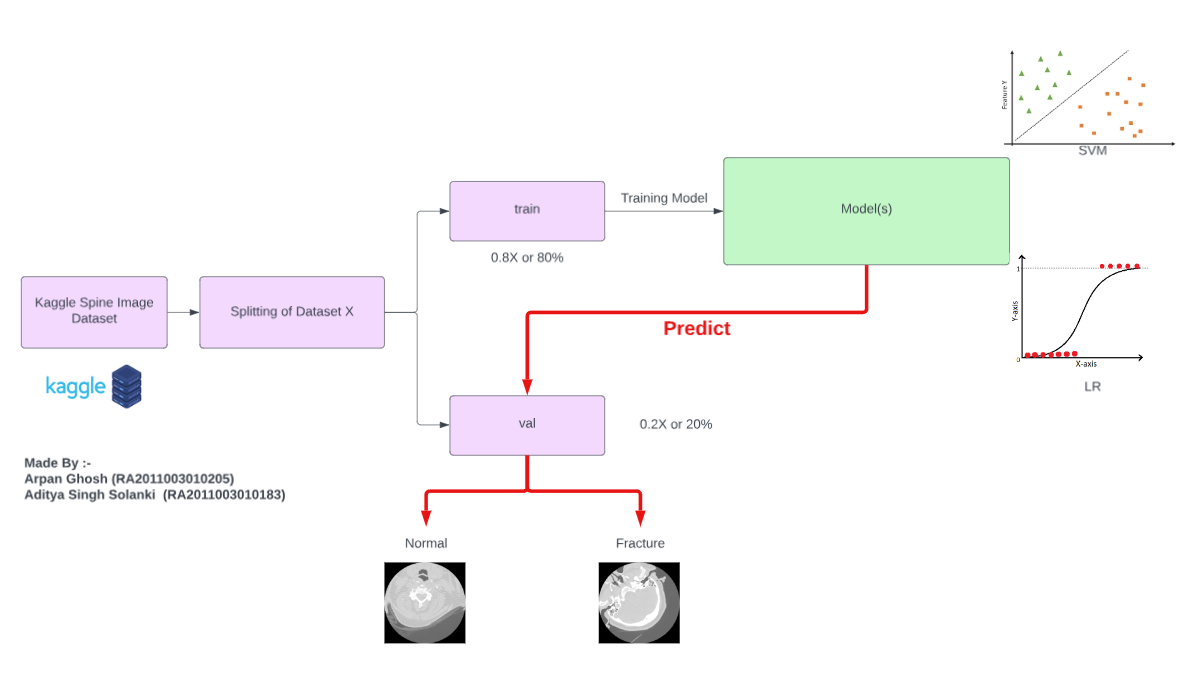 Feature Y
SVM
train
Training Model
Model(s)
0.8X or 80%
Kaggle Spine Image
Dataset
Splitting of Dataset X
1
Y-axis
0
X-axis
LR
Predict
kaggle
val
0.2X or 20%
Made By :-
Arpan Ghosh (RA2011003010205)
Aditya Singh Solanki (RA2011003010183)
Normal
Fracture